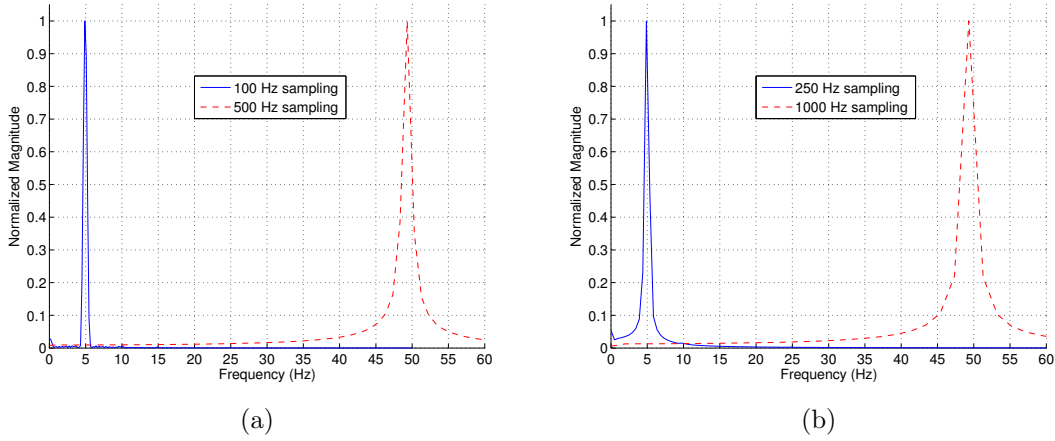 1
0.9
0.8
0.7
0.6
0.5
0.4
0.3
0.2
0.1
0
Normalized Magnitude
100 Hz sampling
500 Hz sampling
0 5 10 15 20 25 30 35 40 45 50 55 60
Frequency (Hz)
(a)
1
0.9
0.8
0.7
0.6
0.5
0.4
0.3
0.2
0.1
0
Normalized Magnitude
250 Hz sampling
1000 Hz sampling
0 5 10 15 20 25 30 35 40 45 50 55 60
Frequency (Hz)
(b)